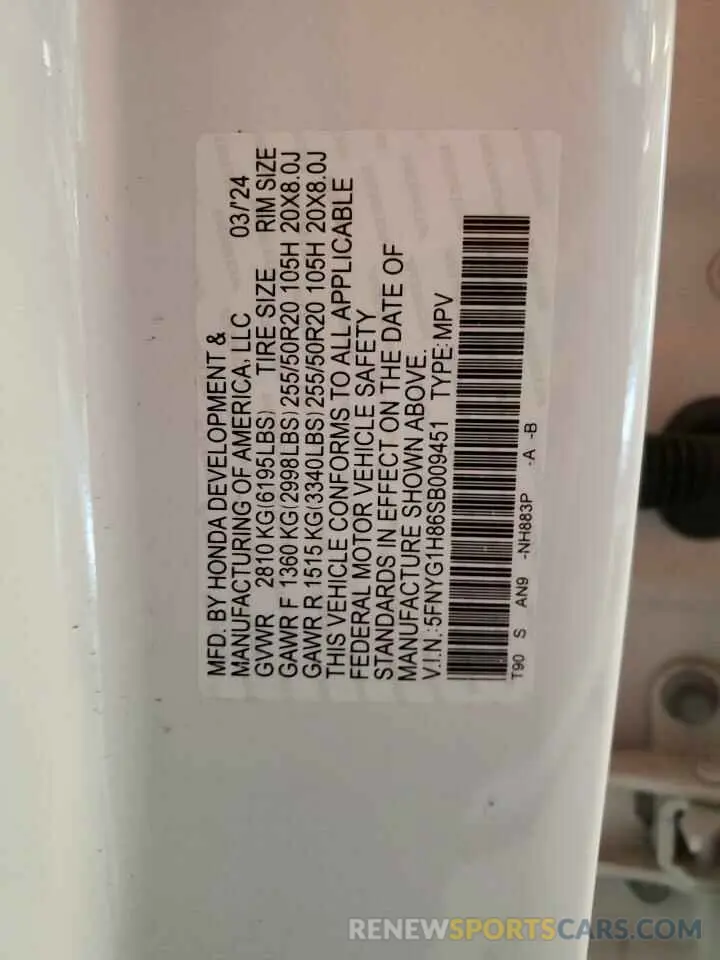 MFD. BY HONDA DEVELOPMENT &
MANUFACTURING OF AMERICA, LLC 03/'24
GVWR 2810 KG(6195LBS) TIRE SIZE RIM SIZE
GAWR F 1360 KG(2998LBS)255/50R20 105H 20X8.0J
GAWR R 1515 KG(3340LBS)255/50R20 105H 20X8.0J
THIS VEHICLE CONFORMS TO ALL APPLICABLE
FEDERAL MOTOR VEHICLE SAFETY
STANDARDS IN EFFECT ON THE DATE OF
MANUFACTURE SHOWN ABOVE.
V.I.N.:5FNYG1H86SB009451 TYPE:MPV
T90 S AN9 -NH883P -A -B
RENEWSPORTSCARS.COM